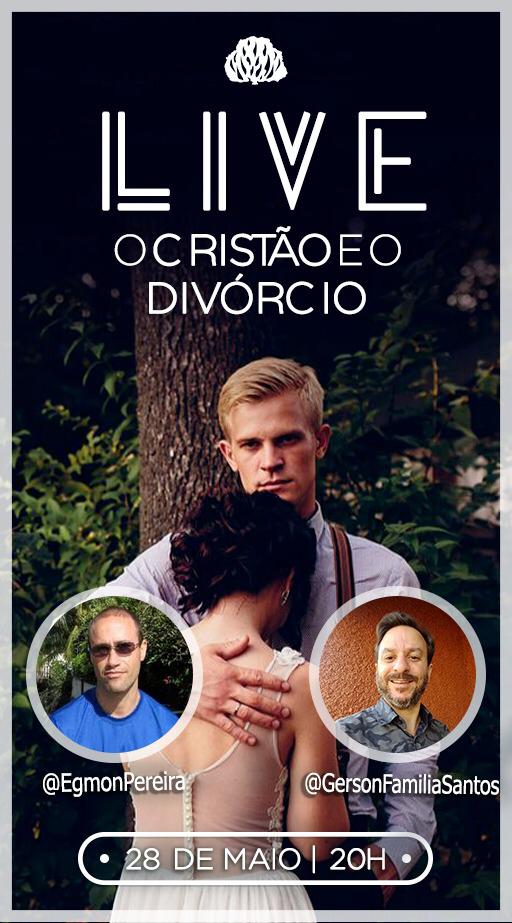 LIVE
O CRISTÃO E O
DIVÓRCIO
@EgmonPereira
@GersonFamiliaSantos
28 DE MAIO | 20H